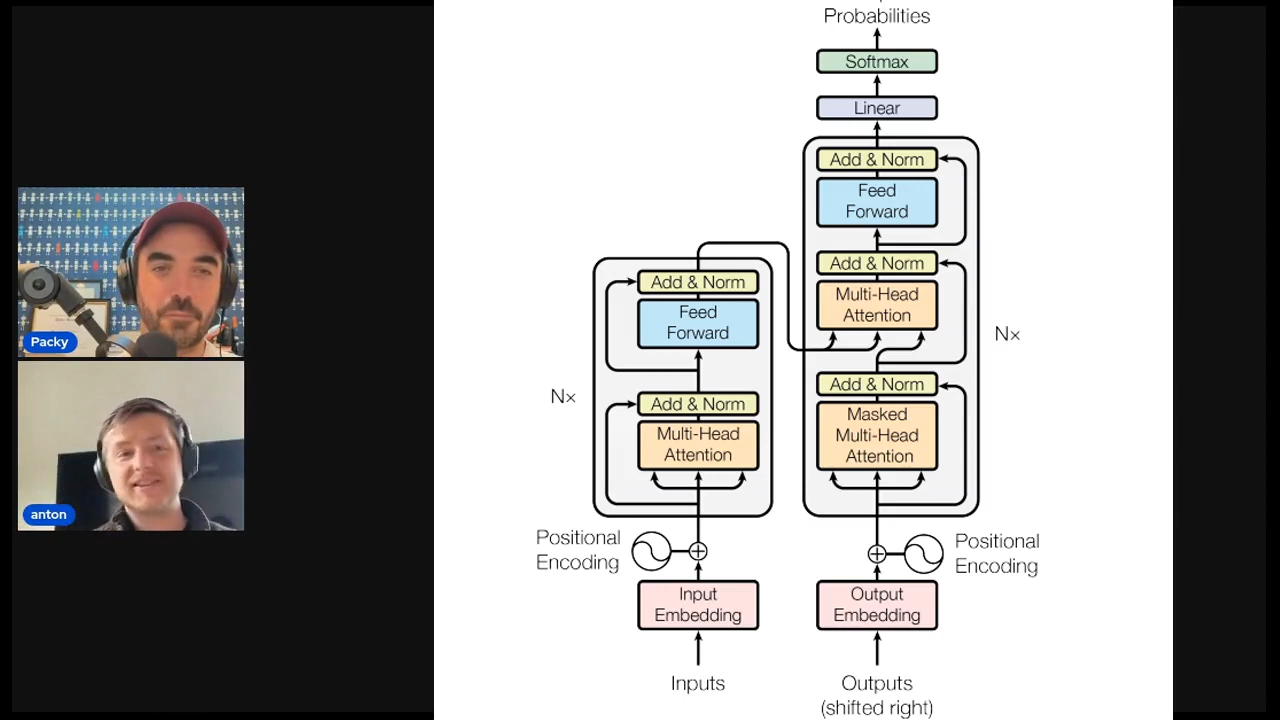 Packy
anton
Probabilities
Softmax
Linear
Add & Norm
Feed
Forward
Add & Norm
Multi-Head
Attention
Add & Norm
Masked
Multi-Head
Attention
Nx
Add & Norm
Feed
Forward
Add & Norm
Multi-Head
Attention
Nx
Positional
Encoding
Positional
Encoding
Input
Embedding
Output
Embedding
Inputs
Outputs
(shifted right)